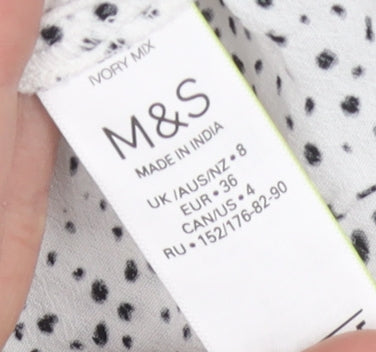 IVORY MIX
M&S
MADE IN INDIA
UK/AUS/NZ•8
EUR•36
CAN/US•4
RU•152/176-82-90